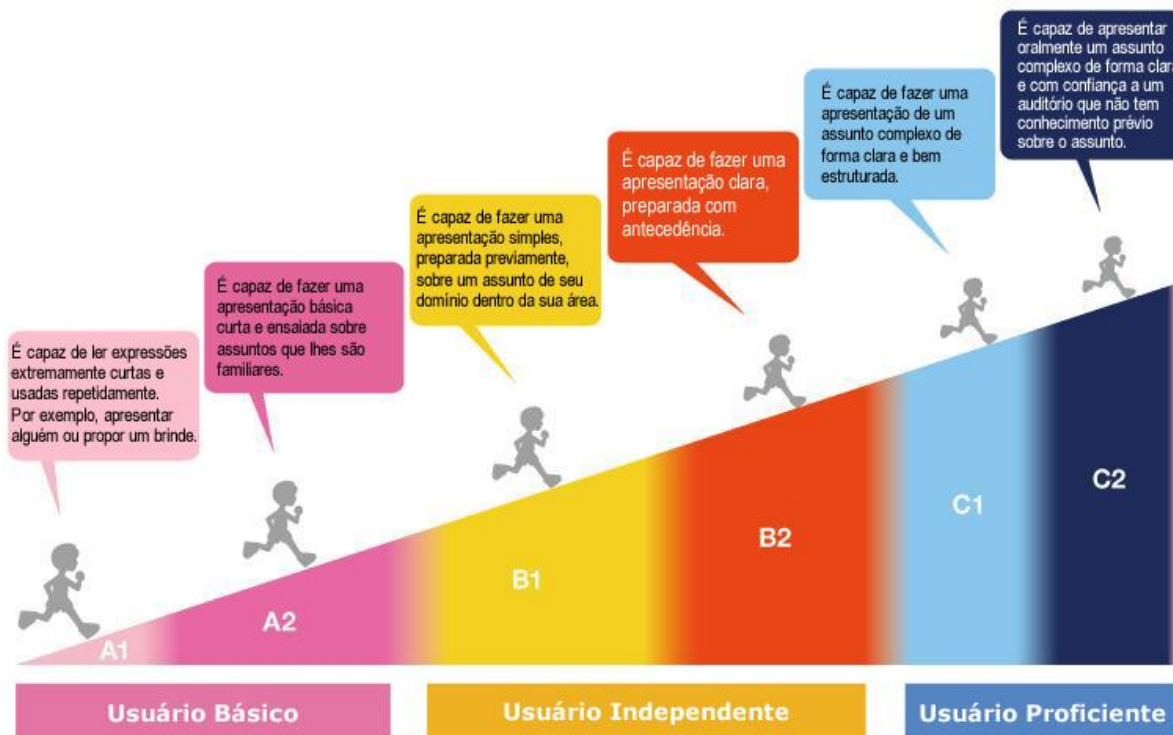 É capaz de ler expressões
extremamente curtas e
usadas repetidamente.
Por exemplo, apresentar
alguém ou propor um brinde.
É capaz de fazer uma
apresentação básica
curta e ensaiada sobre
assuntos que lhes são
familiares.
É capaz de fazer uma
apresentação simples,
preparada previamente,
sobre um assunto de seu
domínio dentro da sua área.
É capaz de fazer uma
apresentação clara,
preparada com
antecedência.
É capaz de fazer uma
apresentação de um
assunto complexo de
forma clara e bem
estruturada.
É capaz de apresentar
oralmente um assunto
complexo de forma clara
e com confiança a um
auditório que não tem
conhecimento prévio
sobre o assunto.
A1
A2
B1
B2
C1
C2
Usuário Básico
Usuário Independente
Usuário Proficiente